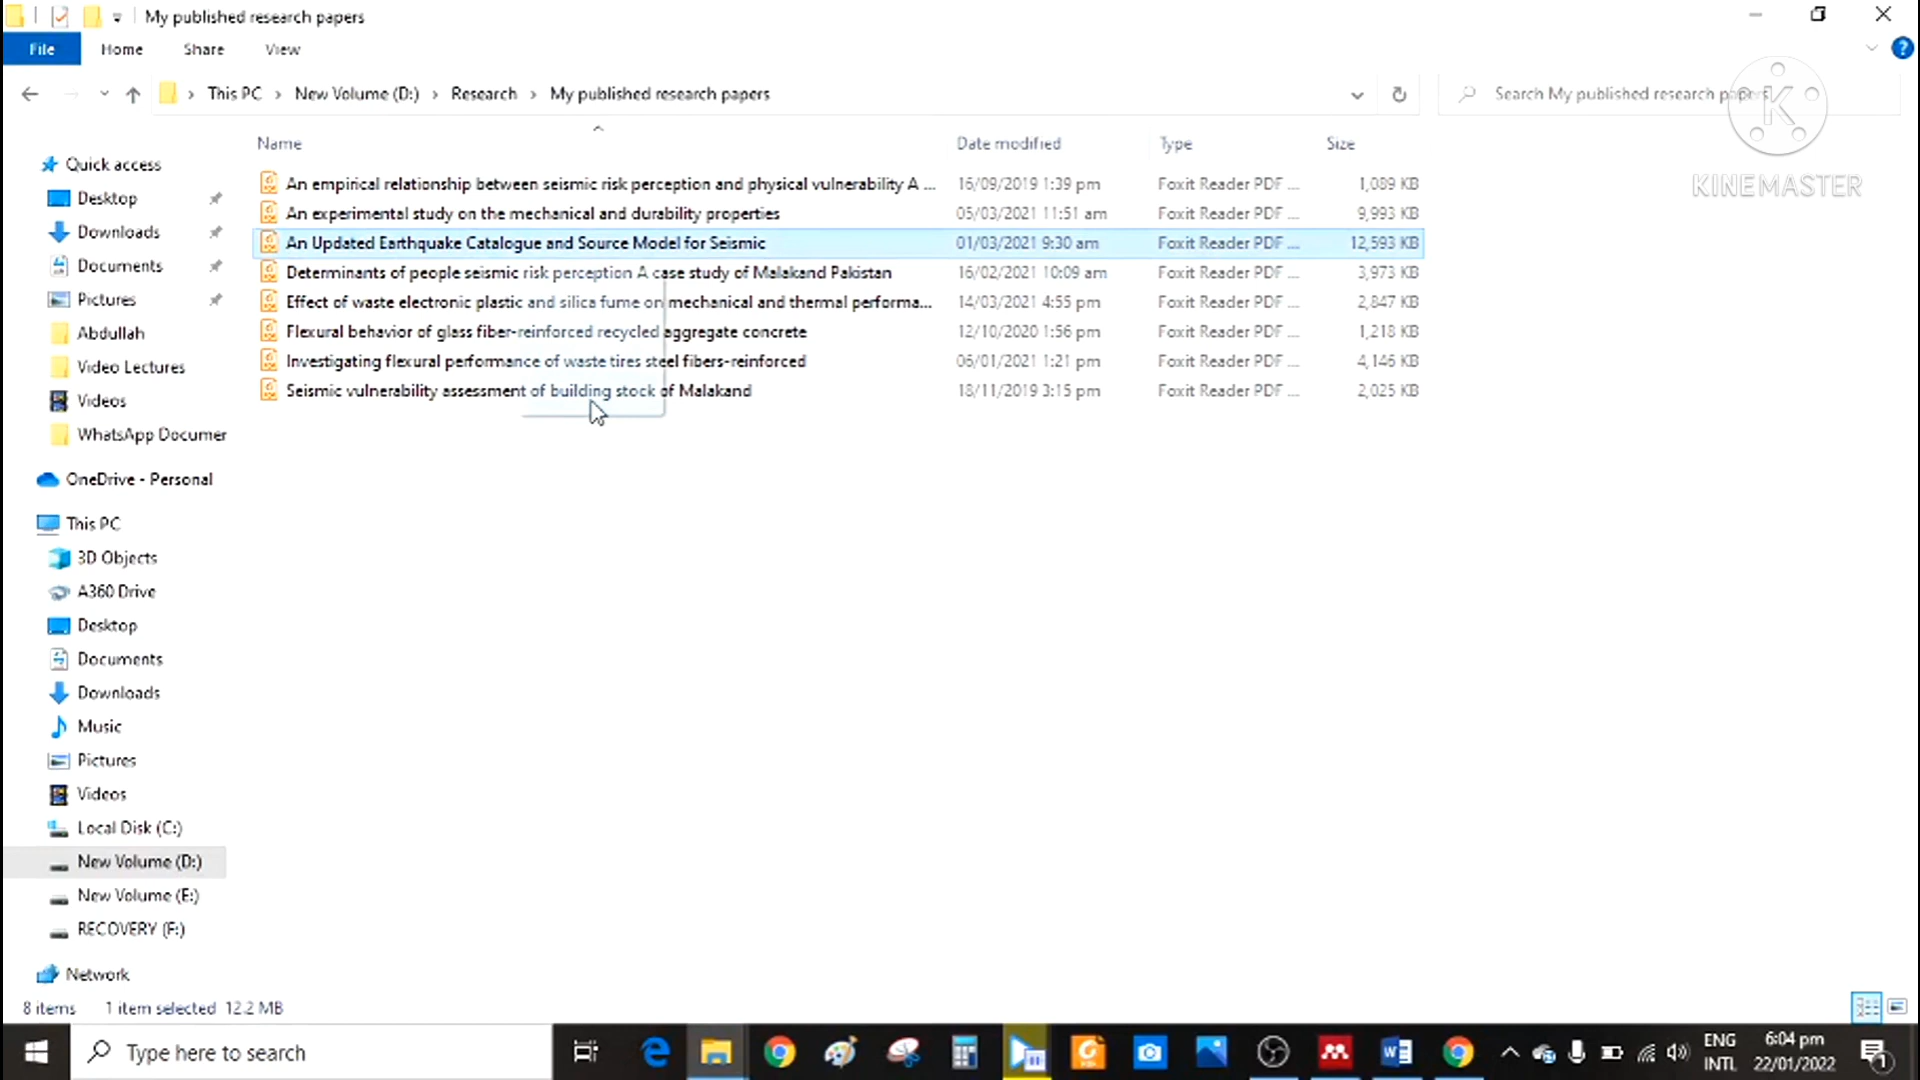 My published research papers
File Home Share View
This PC New Volume (D:) Research My published research papers Search My published research papers
KINEMASTER
Name Date modified Type Size
An empirical relationship between seismic risk perception and physical vulnerability A ... 16/09/2019 1:39 pm Foxit Reader PDF ... 1,089 KB
An experimental study on the mechanical and durability properties 05/03/2021 11:51 am Foxit Reader PDF ... 9,993 KB
An Updated Earthquake Catalogue and Source Model for Seismic 01/03/2021 9:30 am Foxit Reader PDF ... 12,593 KB
Determinants of people seismic risk perception A case study of Malakand Pakistan 16/02/2021 10:09 am Foxit Reader PDF ... 3,973 KB
Effect of waste electronic plastic and silica fume on mechanical and thermal performa... 14/03/2021 4:55 pm Foxit Reader PDF ... 2,847 KB
Flexural behavior of glass fiber-reinforced recycled aggregate concrete 12/10/2020 1:56 pm Foxit Reader PDF ... 1,218 KB
Investigating flexural performance of waste tires steel fibers-reinforced 06/01/2021 1:21 pm Foxit Reader PDF ... 4,146 KB
Seismic vulnerability assessment of building stock of Malakand 18/11/2019 3:15 pm Foxit Reader PDF ... 2,025 KB
Quick access
Desktop
Downloads
Documents
Pictures
Abdullah
Video Lectures
Videos
WhatsApp Documer
OneDrive - Personal
This PC
3D Objects
A360 Drive
Desktop
Documents
Downloads
Music
Pictures
Videos
Local Disk (C:)
New Volume (D:)
New Volume (E:)
RECOVERY (F:)
Network
8 items 1 item selected 12.2 MB
Type here to search
ENG 6:04 pm
INTL 22/01/2022